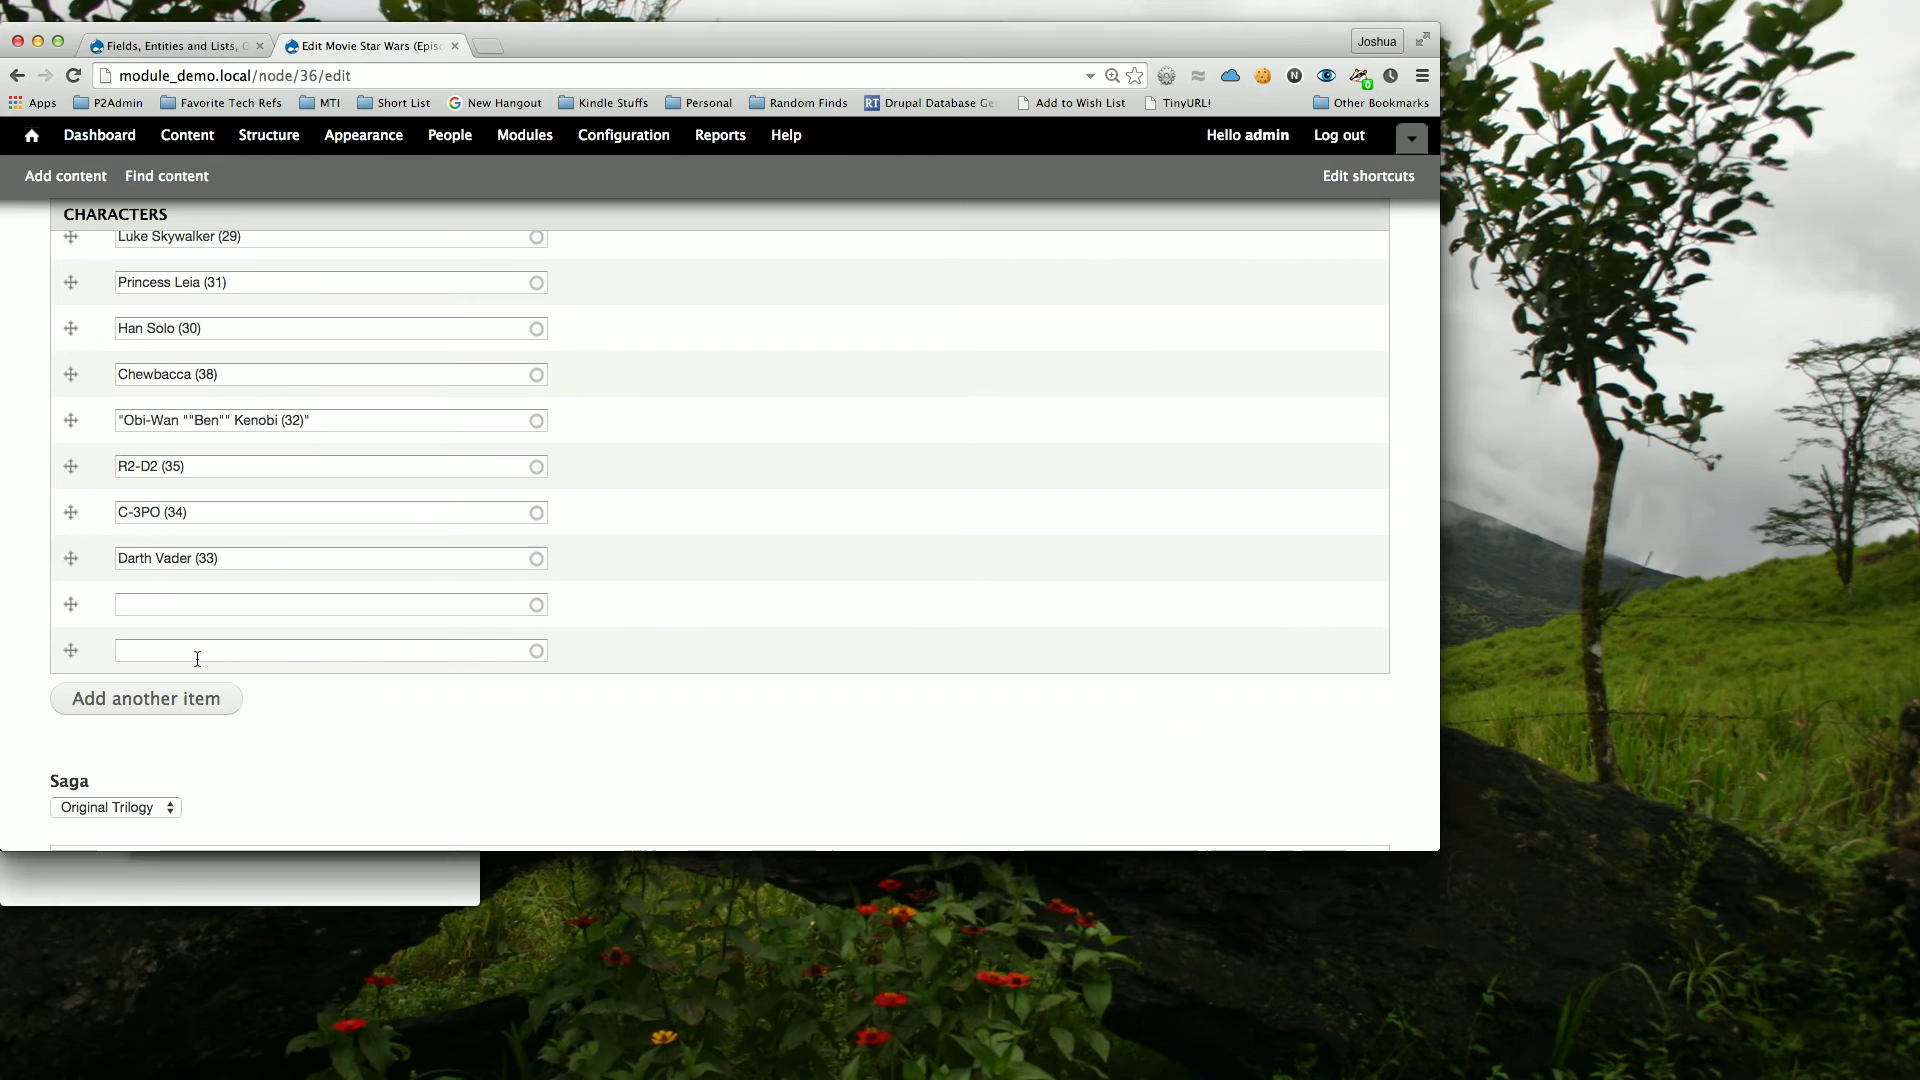 Fields, Entities and Lists,
Edit Movie Star Wars (Epis
Joshua
module_demo.local/node/36/edit
Apps
P2Admin
Favorite Tech Refs
MTI
Short List
New Hangout
Kindle Stuffs
Personal
Random Finds
RT Drupal Database Ge
Add to Wish List
TinyURL!
Other Bookmarks
Dashboard
Content
Structure
Appearance
People
Modules
Configuration
Reports
Help
Hello admin
Log out
Add content
Find content
Edit shortcuts
CHARACTERS
Luke Skywalker (29)
Princess Leia (31)
Han Solo (30)
Chewbacca (38)
"Obi-Wan ""Ben"" Kenobi (32)"
R2-D2 (35)
C-3PO (34)
Darth Vader (33)
Add another item
Saga
Original Trilogy